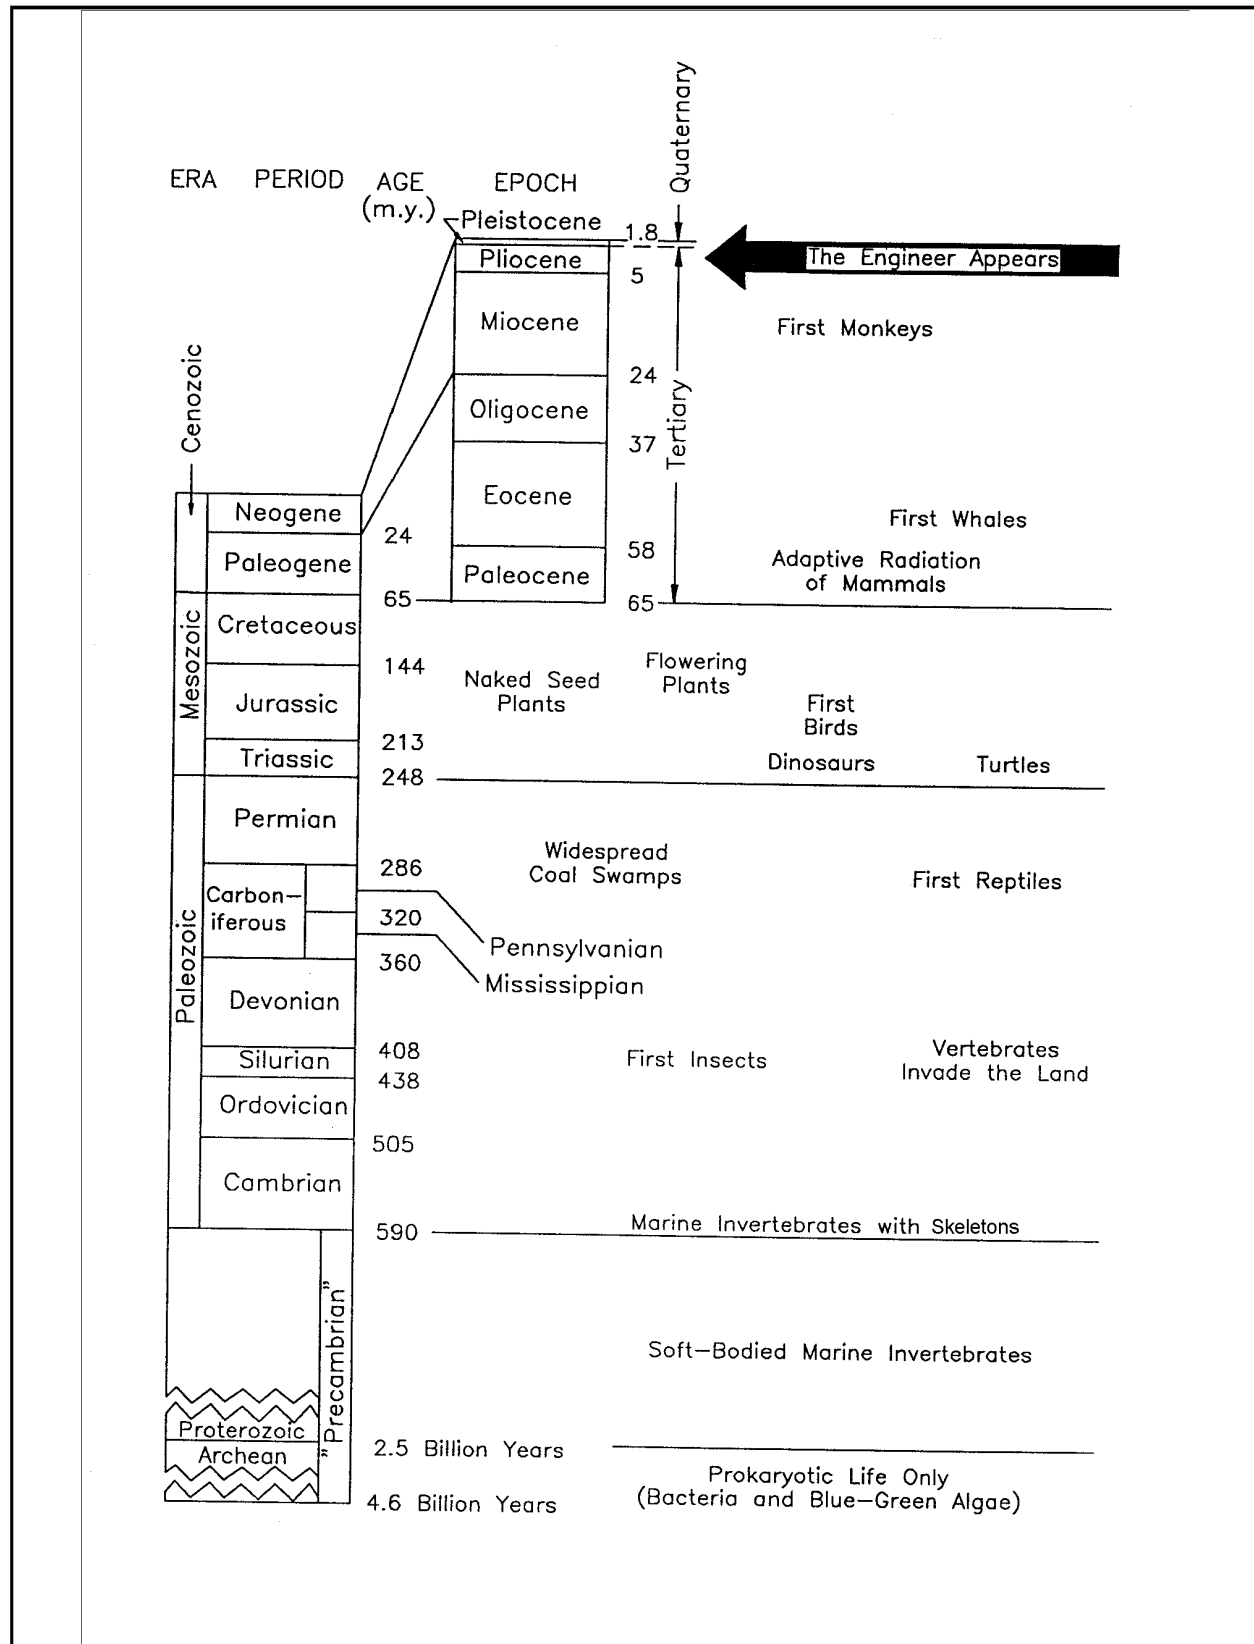 Quaternary
ERA PERIOD AGE EPOCH
(m.y.)
Pleistocene
1.8
The Engineer Appears
Pliocene
5
Miocene
First Monkeys
24
Cenozoic
Oligocene
Tertiary
37
Eocene
Neogene
First Whales
24
58
Paleogene
Paleocene
Adaptive Radiation
of Mammals
65
65
Mesozoic
Cretaceous
144
Naked Seed
Plants
Flowering
Plants
Jurassic
First
Birds
213
Triassic
Dinosaurs
Turtles
248
Permian
Widespread
Coal Swamps
286
First Reptiles
Carbon–
iferous
320
Pennsylvanian
360
Mississippian
Paleozoic
Devonian
408
Silurian
First Insects
Vertebrates
Invade the Land
438
Ordovician
505
Cambrian
590
Marine Invertebrates with Skeletons
"Precambrian"
Soft–Bodied Marine Invertebrates
Proterozoic
2.5 Billion Years
Archean
Prokaryotic Life Only
(Bacteria and Blue–Green Algae)
4.6 Billion Years